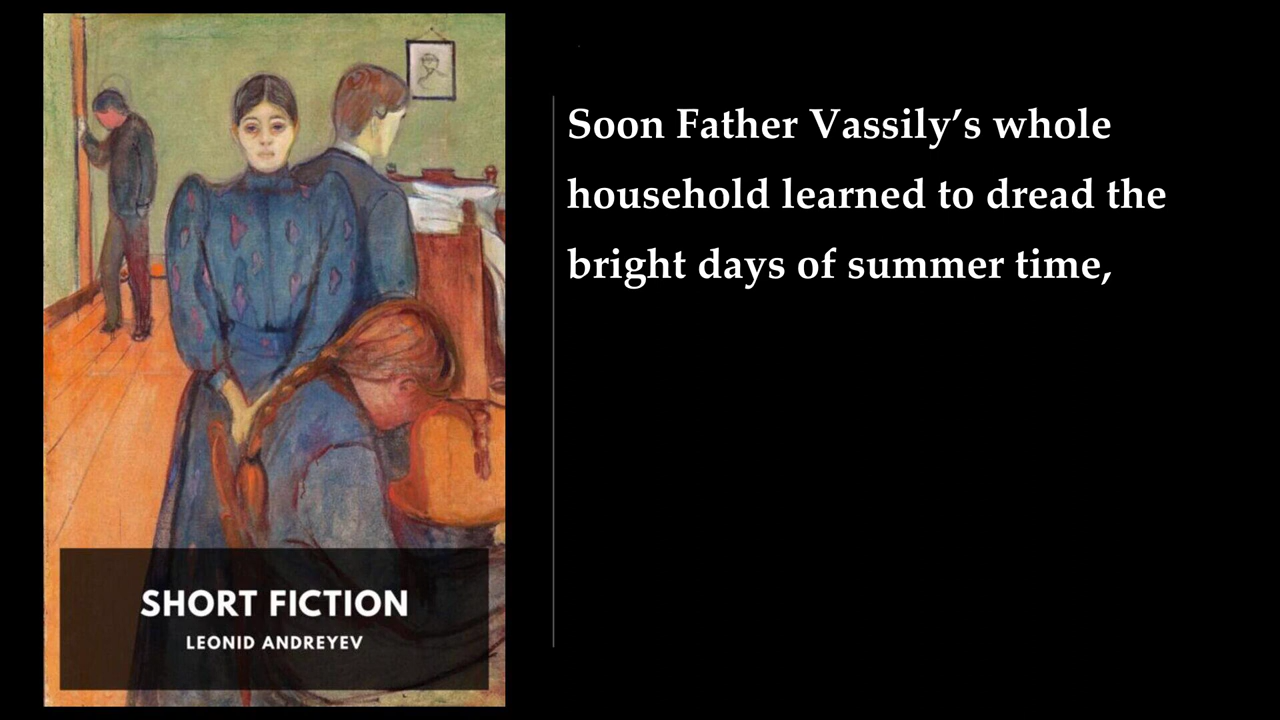 Soon Father Vassily’s whole
household learned to dread the
bright days of summer time,
SHORT FICTION
LEONID ANDREYEV